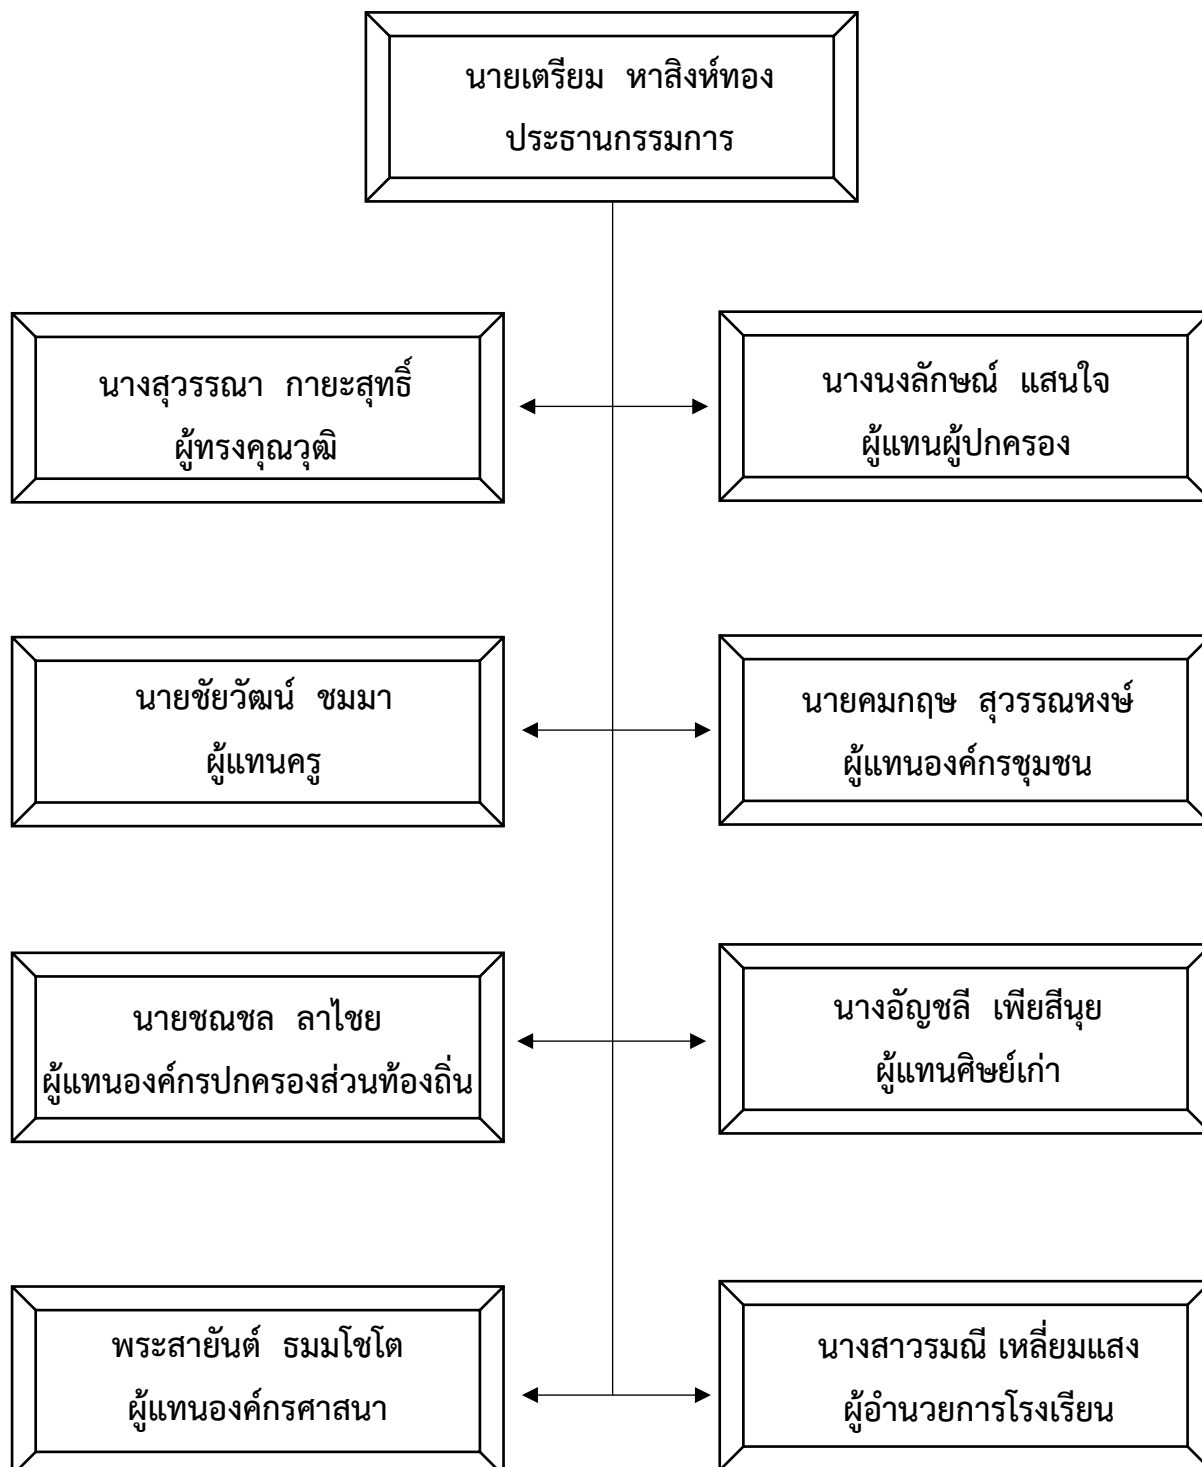 นายเตรียม หาสิงห์ทอง
ประธานกรรมการ
นางสุวรรณา กายะสุทธิ์
ผู้ทรงคุณวุฒิ
นางนงลักษณ์ แสนใจ
ผู้แทนผู้ปกครอง
นายชัยวัฒน์ ชมมา
ผู้แทนครู
นายคมกฤษ สุวรรณหงษ์
ผู้แทนองค์กรชุมชน
นายชณชล ลาไชย
ผู้แทนองค์กรปกครองส่วนท้องถิ่น
นางอัญชลี เพียสีนุย
ผู้แทนศิษย์เก่า
พระสายันต์ ธมมโชโต
ผู้แทนองค์กรศาสนา
นางสาวรมณี เหลี่ยมแสง
ผู้อำนวยการโรงเรียน